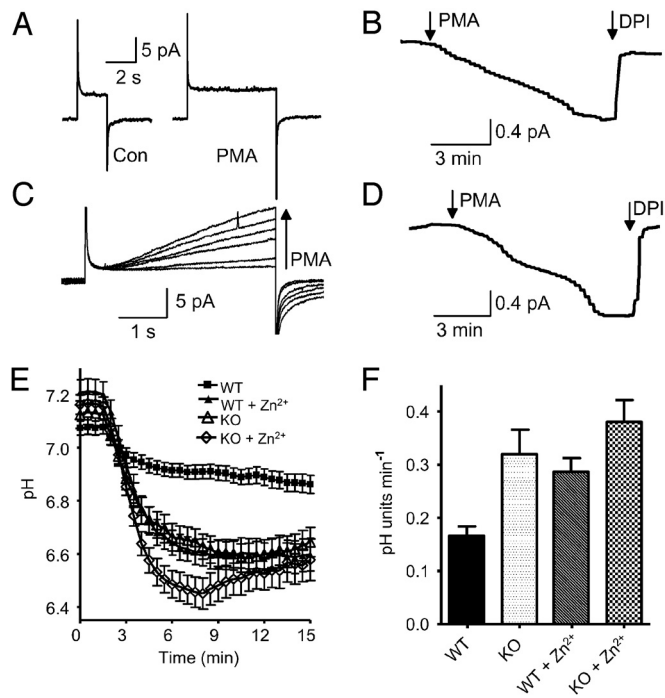 A
5 pA
2 s
Con
PMA
B
PMA
DPI
0.4 pA
3 min
C
PMA
5 pA
1 s
D
PMA
DPI
0.4 pA
3 min
E
7.2
7.0
6.8
6.6
6.4
pH
WT
WT + Zn²⁺
KO
KO + Zn²⁺
0 3 6 9 12 15
Time (min)
F
0.4
0.3
0.2
0.1
0.0
pH units min⁻¹
WT
KO
WT + Zn²⁺
KO + Zn²⁺